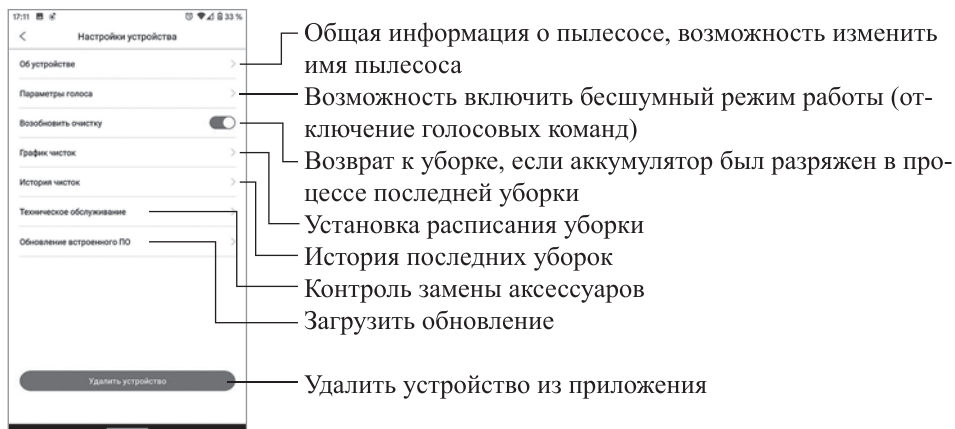 17:11 33 %
Настройки устройства
Об устройстве
Параметры голоса
Возобновить очистку
График чисток
История чисток
Техническое обслуживание
Обновление встроенного ПО
Удалить устройство
Общая информация о пылесосе, возможность изменить
имя пылесоса
Возможность включить бесшумный режим работы (от-
ключение голосовых команд)
Возврат к уборке, если аккумулятор был разряжен в про-
цессе последней уборки
Установка расписания уборки
История последних уборок
Контроль замены аксессуаров
Загрузить обновление
Удалить устройство из приложения